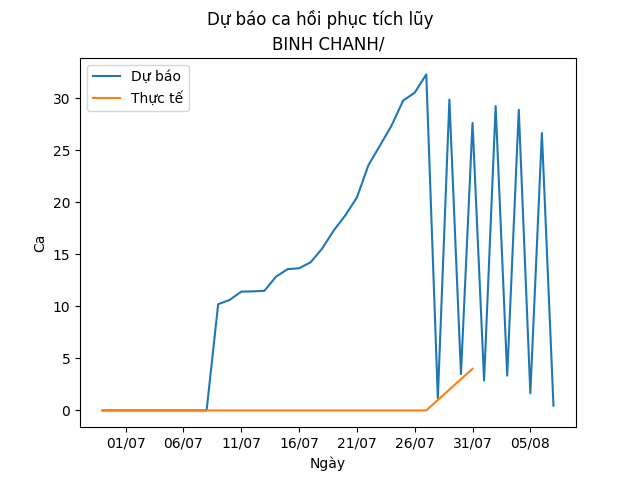 Dự báo ca hồi phục tích lũy
BINH CHANH/
Dự báo
Thực tế
30
25
20
15
10
5
0
Ca
01/07 06/07 11/07 16/07 21/07 26/07 31/07 05/08
Ngày